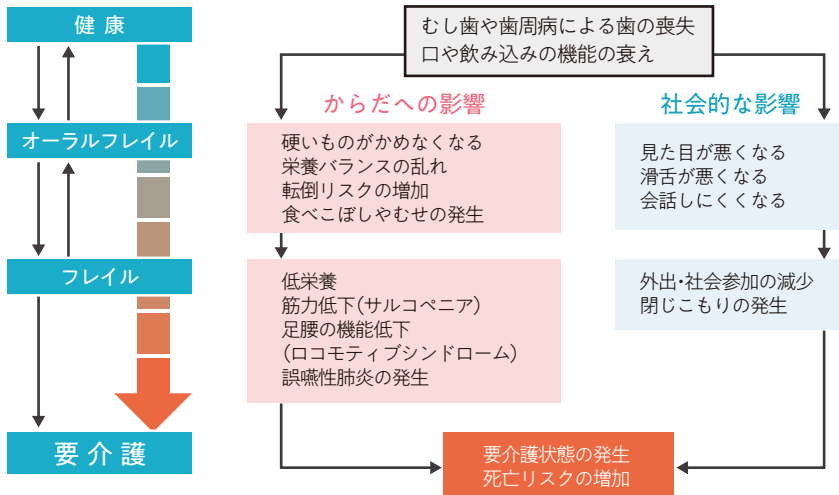 健康
オーラルフレイル
フレイル
要介護
むし歯や歯周病による歯の喪失
口や飲み込みの機能の衰え
からだへの影響
硬いものがかめなくなる
栄養バランスの乱れ
転倒リスクの増加
食べこぼしやむせの発生
低栄養
筋力低下(サルコペニア)
足腰の機能低下
(ロコモティブシンドローム)
誤嚥性肺炎の発生
社会的な影響
見た目が悪くなる
滑舌が悪くなる
会話しにくくなる
外出・社会参加の減少
閉じこもりの発生
要介護状態の発生
死亡リスクの増加